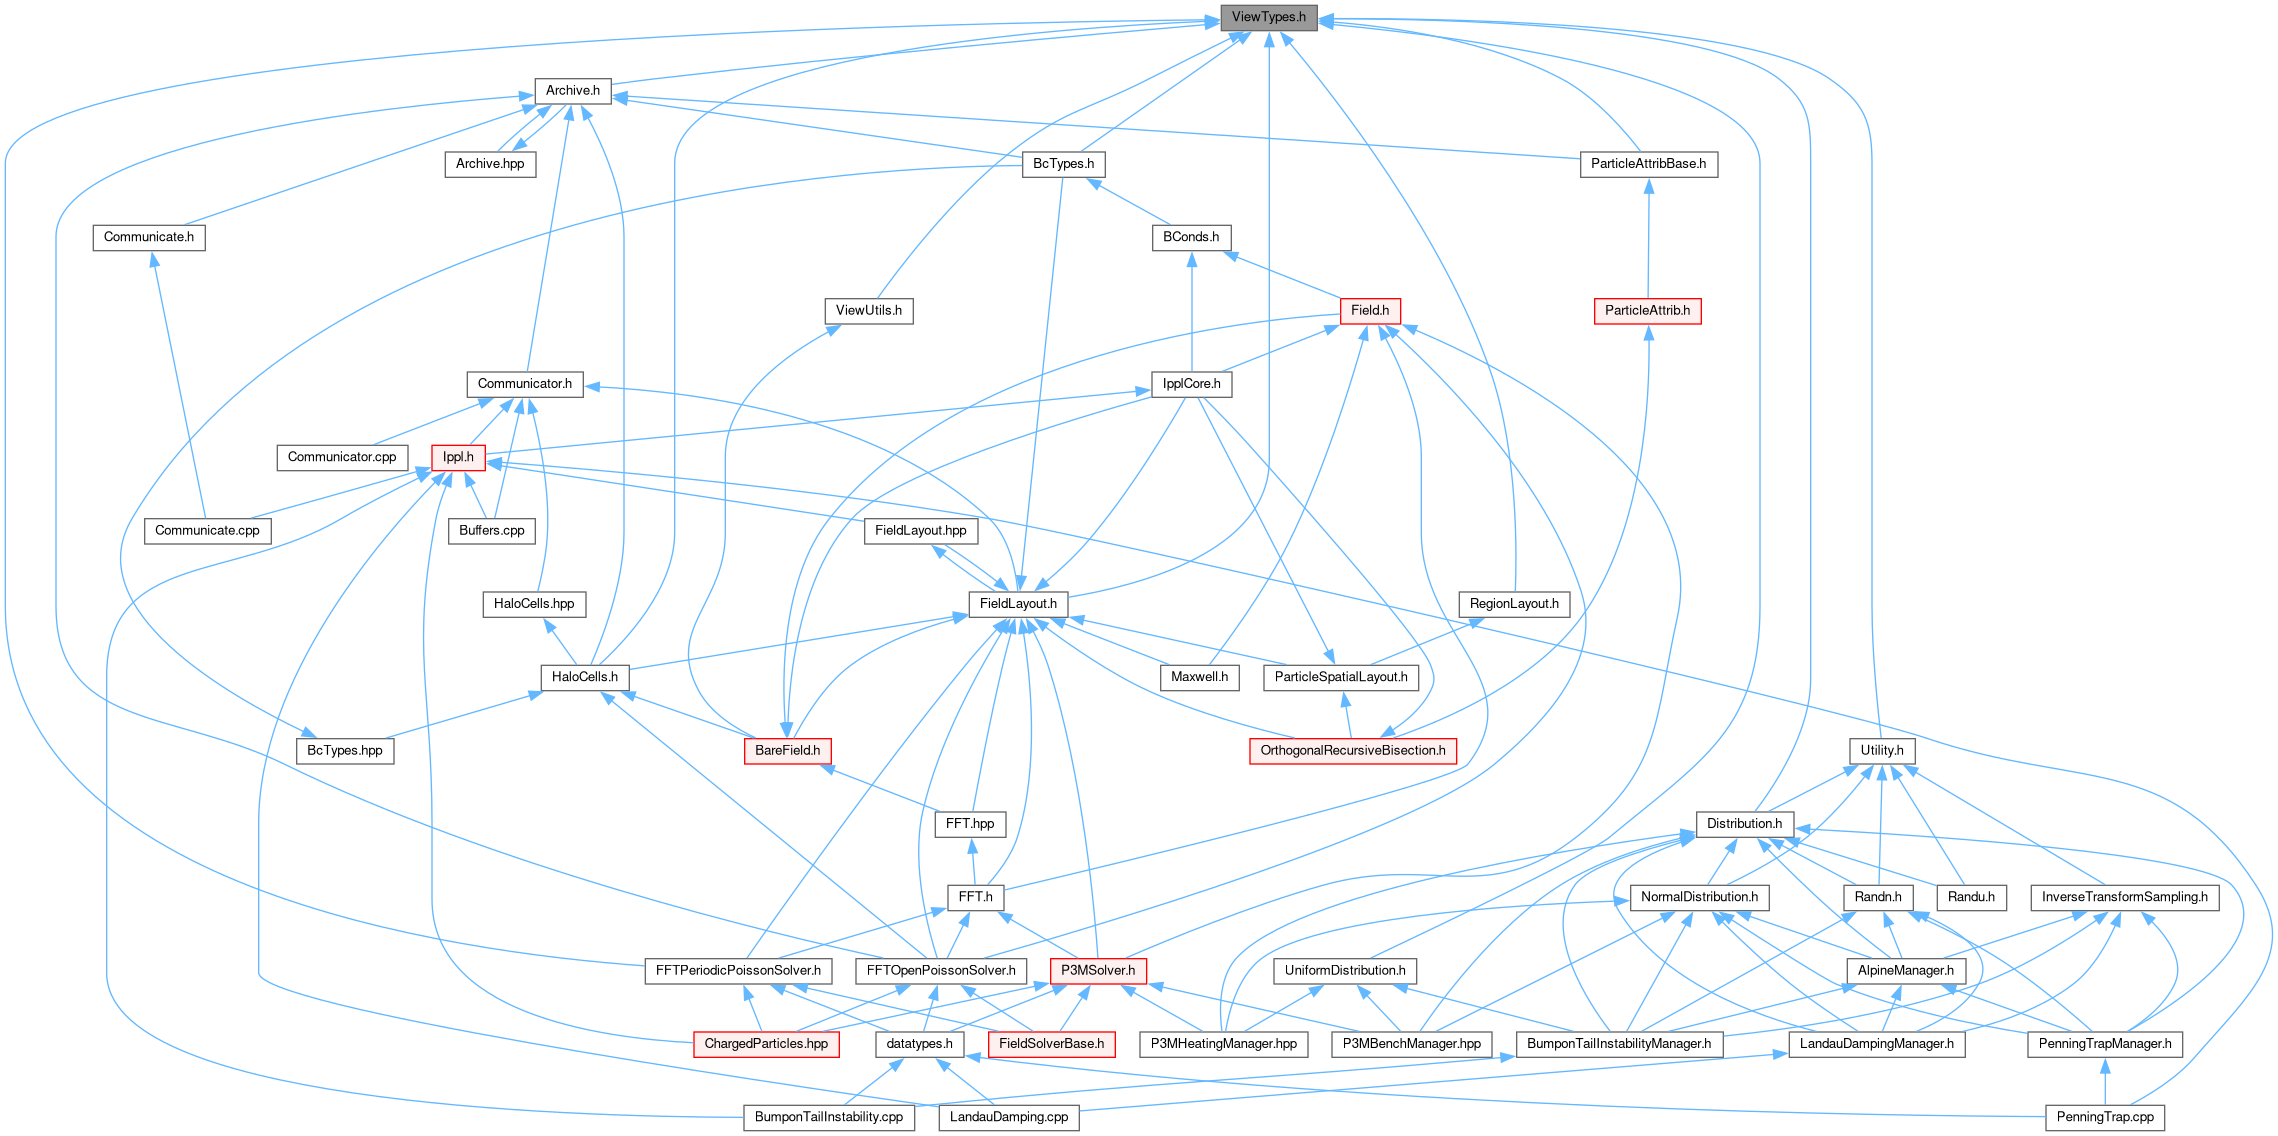 ViewTypes.h
Archive.h
Archive.hpp
BcTypes.h
ParticleAttribBase.h
Communicate.h
BConds.h
ViewUtils.h
Field.h
ParticleAttrib.h
Communicator.h
IpplCore.h
Communicator.cpp
Ippl.h
Communicate.cpp
Buffers.cpp
FieldLayout.hpp
HaloCells.hpp
FieldLayout.h
RegionLayout.h
HaloCells.h
Maxwell.h
ParticleSpatialLayout.h
BcTypes.hpp
BareField.h
OrthogonalRecursiveBisection.h
Utility.h
FFT.hpp
Distribution.h
FFT.h
NormalDistribution.h
Randn.h
Randu.h
InverseTransformSampling.h
FFTPeriodicPoissonSolver.h
FFTOpenPoissonSolver.h
P3MSolver.h
UniformDistribution.h
AlpineManager.h
ChargedParticles.hpp
datatypes.h
FieldSolverBase.h
P3MHeatingManager.hpp
P3MBenchManager.hpp
BumponTailInstabilityManager.h
LandauDampingManager.h
PenningTrapManager.h
BumponTailInstability.cpp
LandauDamping.cpp
PenningTrap.cpp